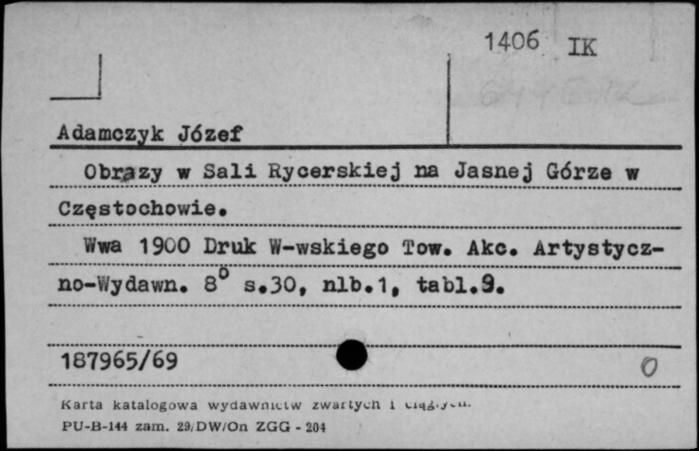 1406 IK
Adamczyk Józef
Obrazy w Sali Rycerskiej na Jasnej Górze w
Częstochowie.
Wwa 1900 Druk W-wskiego Tow. Akc. Artystycz-
no-Wydawn. 8° s.30, nlb.1, tabl.9.
187965/69
0
Karta katalogowa wydawnictw zwartych i
PU-B-144 zam. 29/DW/On ZGG - 204